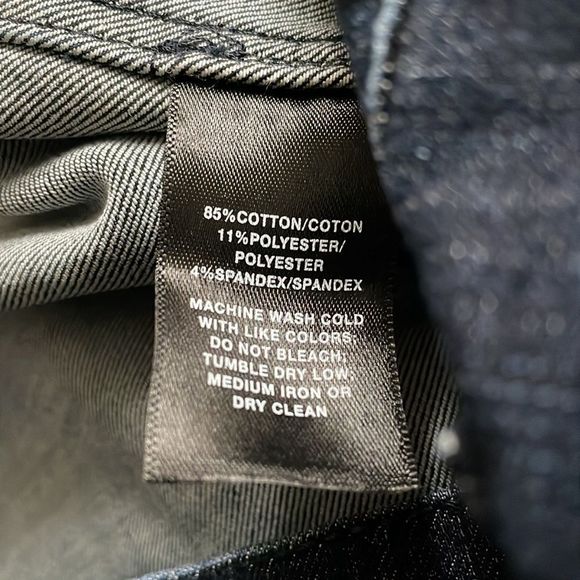 85%COTTON/COTON
11%POLYESTER/
POLYESTER
4%SPANDEX/SPANDEX
MACHINE WASH COLD
WITH LIKE COLORS;
DO NOT BLEACH;
TUMBLE DRY LOW;
MEDIUM IRON OR
DRY CLEAN